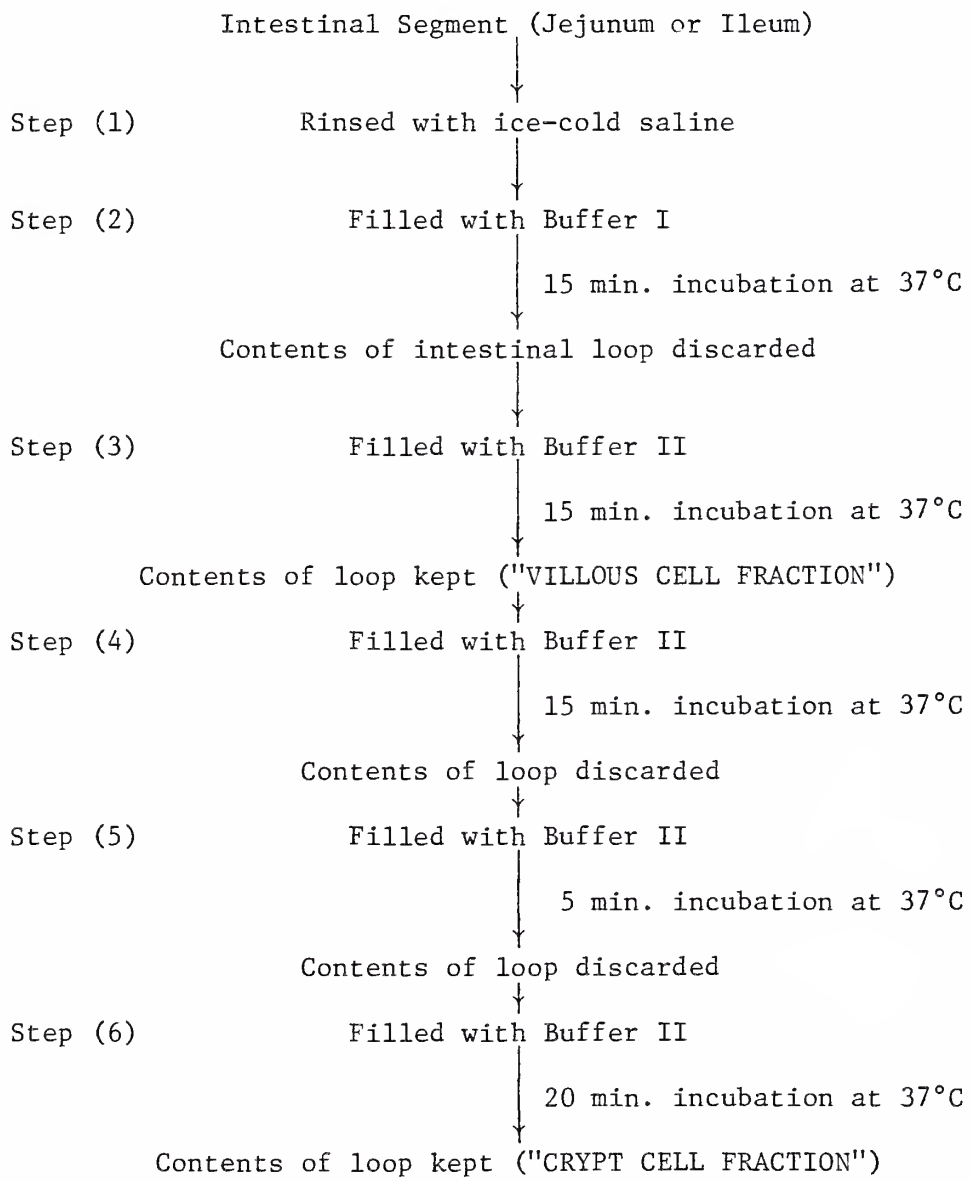 Intestinal Segment (Jejunum or Ileum)
Step (1) Rinsed with ice-cold saline
Step (2) Filled with Buffer I
15 min. incubation at 37°C
Contents of intestinal loop discarded
Step (3) Filled with Buffer II
15 min. incubation at 37°C
Contents of loop kept ("VILLOUS CELL FRACTION")
Step (4) Filled with Buffer II
15 min. incubation at 37°C
Contents of loop discarded
Step (5) Filled with Buffer II
5 min. incubation at 37°C
Contents of loop discarded
Step (6) Filled with Buffer II
20 min. incubation at 37°C
Contents of loop kept ("CRYPT CELL FRACTION")